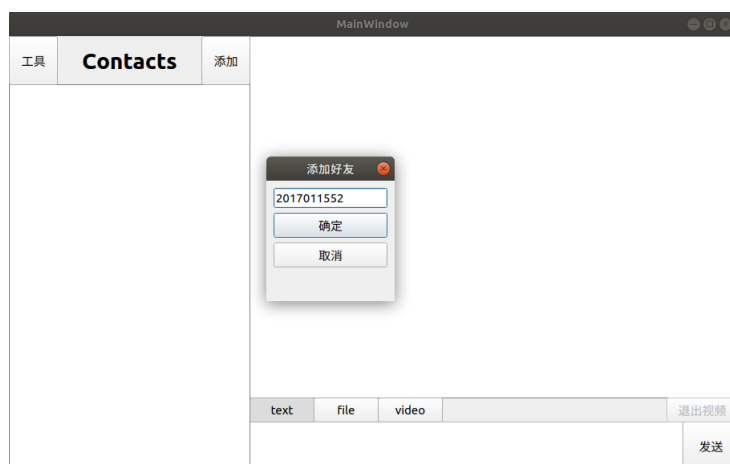 MainWindow
工具
Contacts
添加
添加好友
2017011552
确定
取消
text
file
video
退出视频
发送